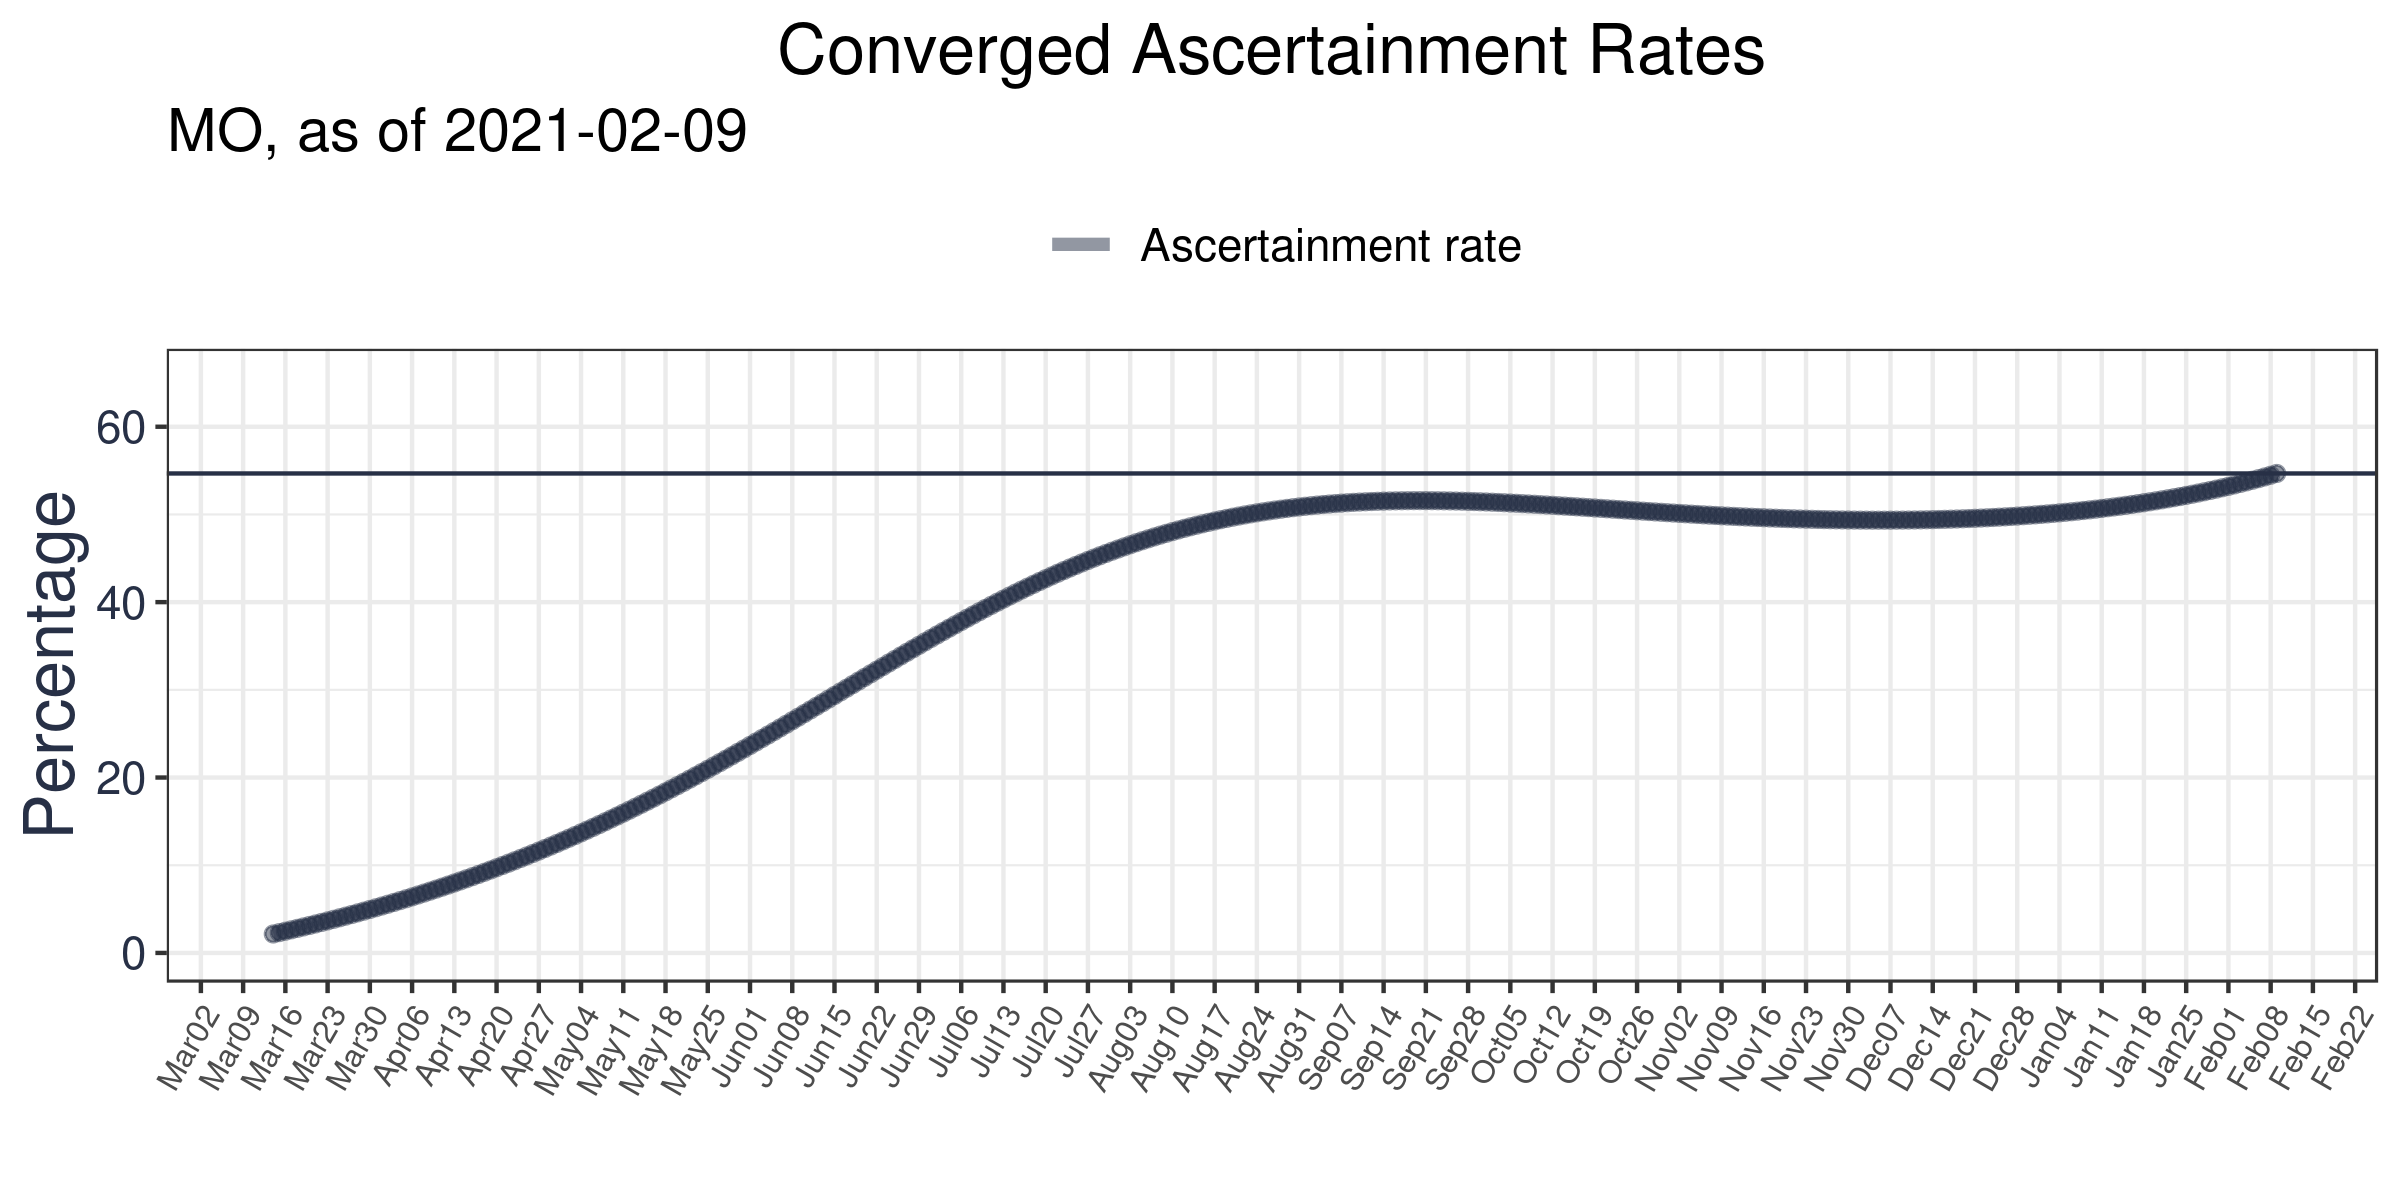 Converged Ascertainment Rates
MO, as of 2021-02-09
Ascertainment rate
Percentage
60
40
20
0
Mar02
Mar09
Mar16
Mar23
Mar30
Apr06
Apr13
Apr20
Apr27
May04
May11
May18
May25
Jun01
Jun08
Jun15
Jun22
Jun29
Jul06
Jul13
Jul20
Jul27
Aug03
Aug10
Aug17
Aug24
Aug31
Sep07
Sep14
Sep21
Sep28
Oct05
Oct12
Oct19
Oct26
Nov02
Nov09
Nov16
Nov23
Nov30
Dec07
Dec14
Dec21
Dec28
Jan04
Jan11
Jan18
Jan25
Feb01
Feb08
Feb15
Feb22